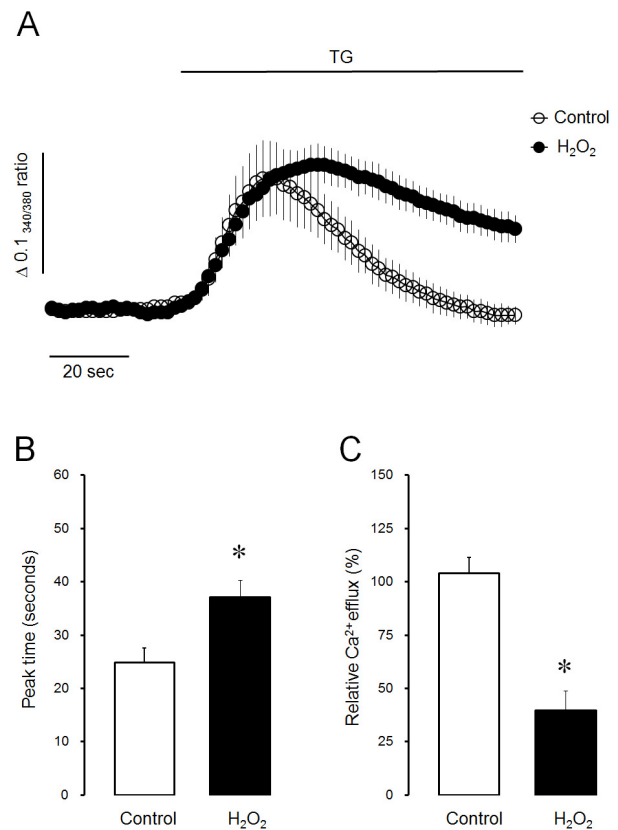 A
TG
Control
H₂O₂
Δ 0.1 340/380 ratio
20 sec
B
C
Peak time (seconds)
60
50
40
30
20
10
0
*
Control
H₂O₂
Relative Ca²⁺efflux (%)
150
125
100
75
50
25
0
*
Control
H₂O₂